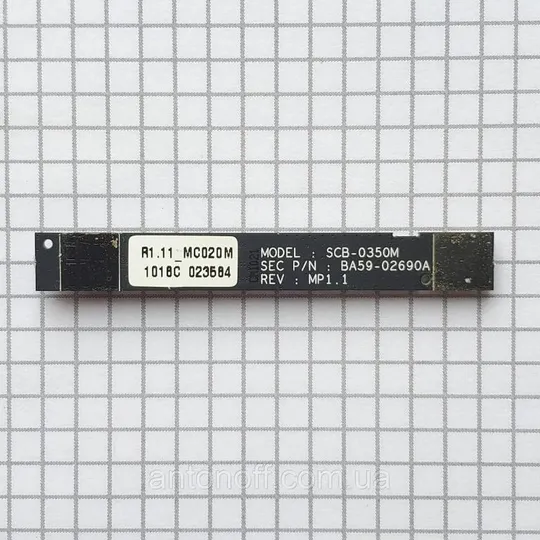 R1.11_MC020M
1018C 023584
MODEL : SCB-0350M
SEC P/N : BA59-02690A
REV : MP1.1
antonoff.com.ua